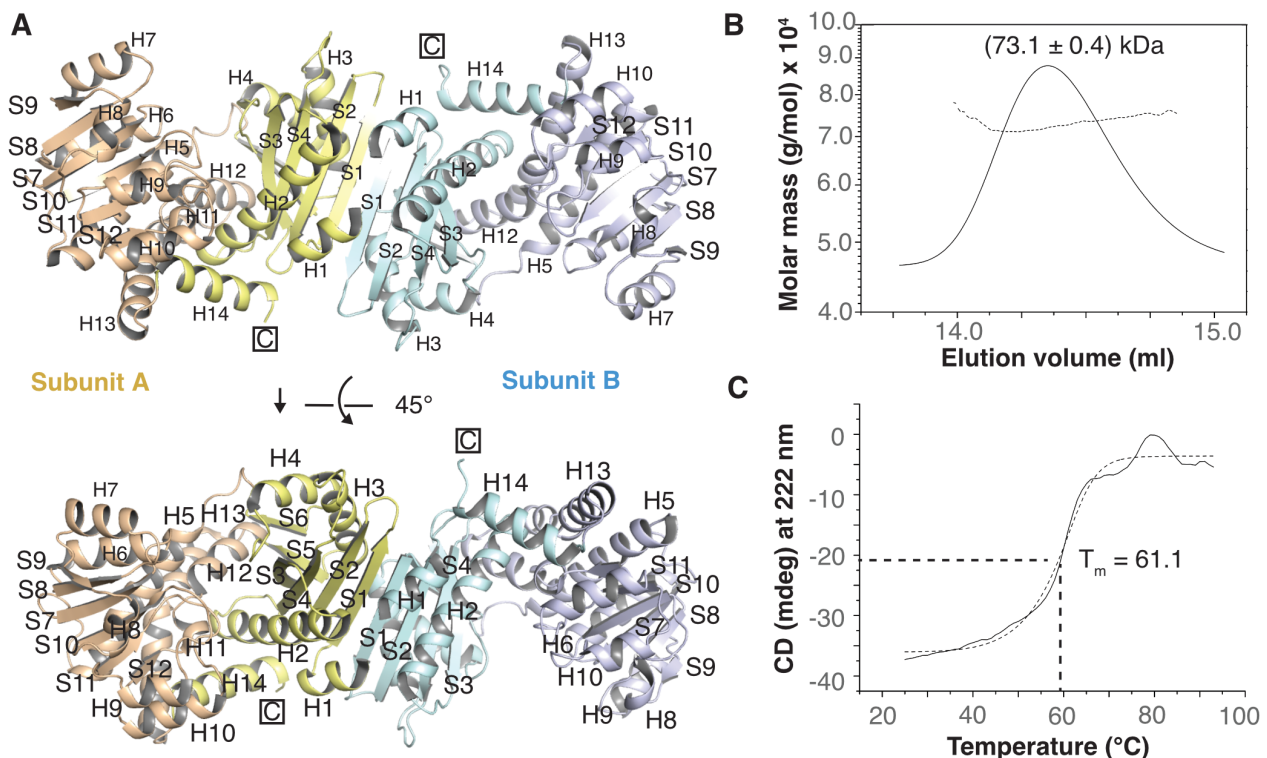 A
H7
H3
C
H14
H13
H10
H4
S9
H8
H6
S2
H1
S12
S11
S3
S4
S8
H5
H9
S10
S7
H9
H12
S1
H2
S7
S10
H11
H2
S1
S3
S8
S11
S12
H10
S2
S4
H12
H8
S9
H1
H5
H14
H13
C
H4
H3
H7
Subunit A
Subunit B
45°
C
H4
H13
H7
H3
H14
H5
H5
H13
S6
S9
H6
S5
S2
S4
S11
S8
H12
S3
S10
S7
H8
S4
S1
H1
H2
S8
S10
H11
H2
S1
S2
H6
S7
S12
S11
H14
S3
H10
S9
H9
C
H1
H10
H9
H8
B
10.0
(73.1 ± 0.4) kDa
9.0
8.0
7.0
6.0
5.0
4.0
Molar mass (g/mol) x 10⁴
14.0
15.0
Elution volume (ml)
C
0
-10
-20
Tm = 61.1
-30
-40
CD (mdeg) at 222 nm
20
40
60
80
100
Temperature (°C)